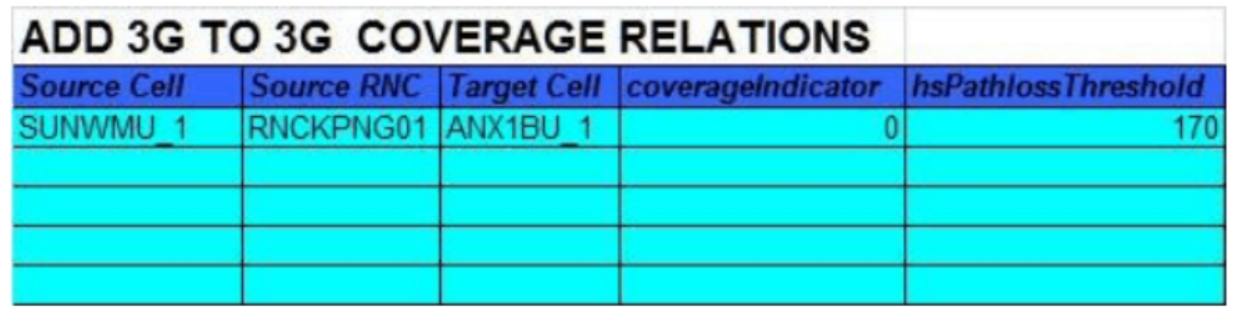 ADD 3G TO 3G COVERAGE RELATIONS
Source Cell Source RNC Target Cell coverageIndicator hsPathlossThreshold
SUNWMU_1 RNCKPNG01 ANX1BU_1 0 170